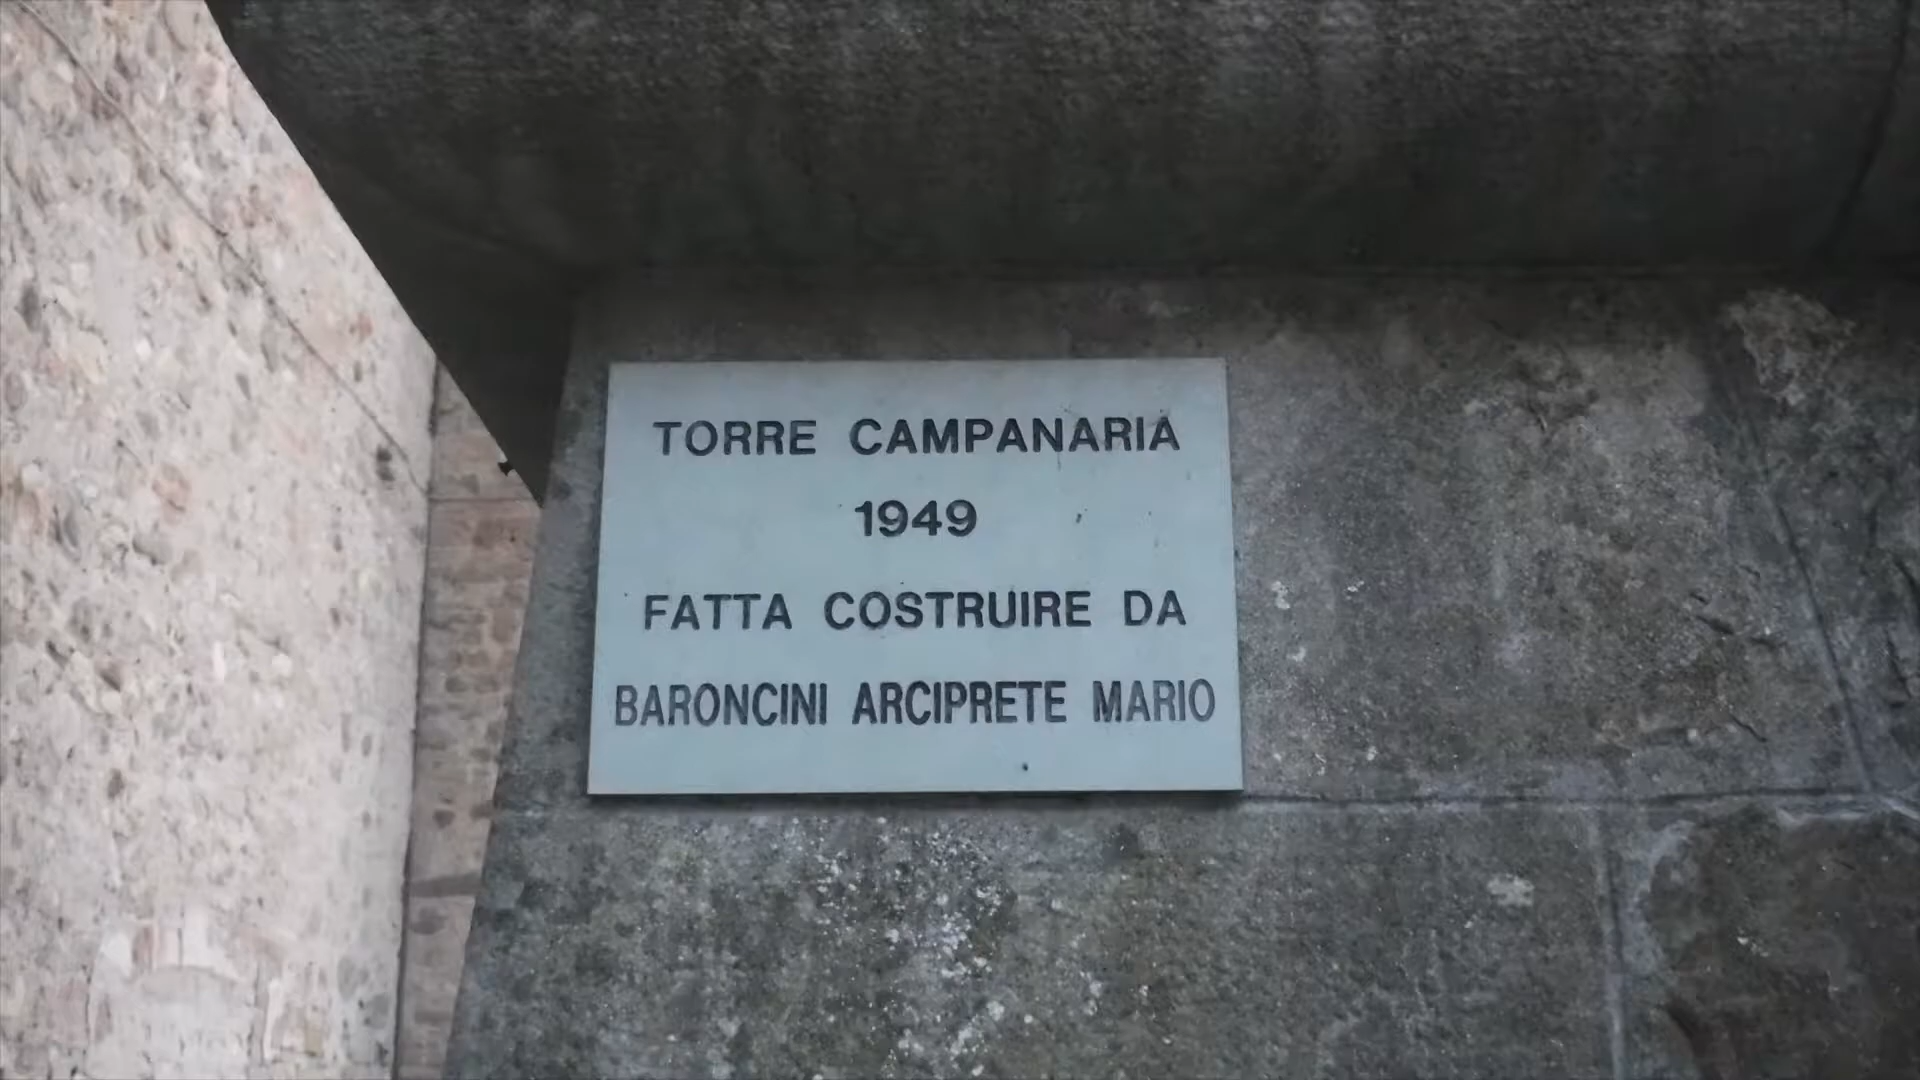 TORRE CAMPANARIA
1949
FATTA COSTRUIRE DA
BARONCINI ARCIPRETE MARIO